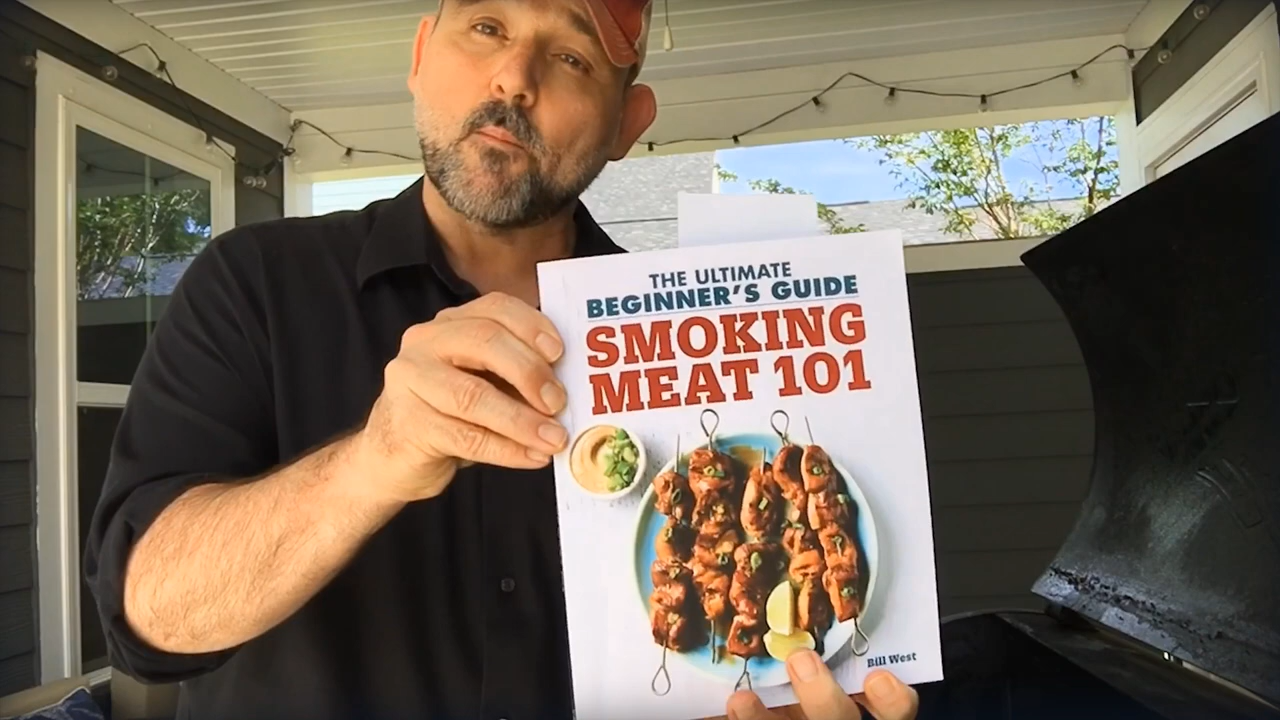 THE ULTIMATE
BEGINNER'S GUIDE
SMOKING
MEAT 101
Bill West